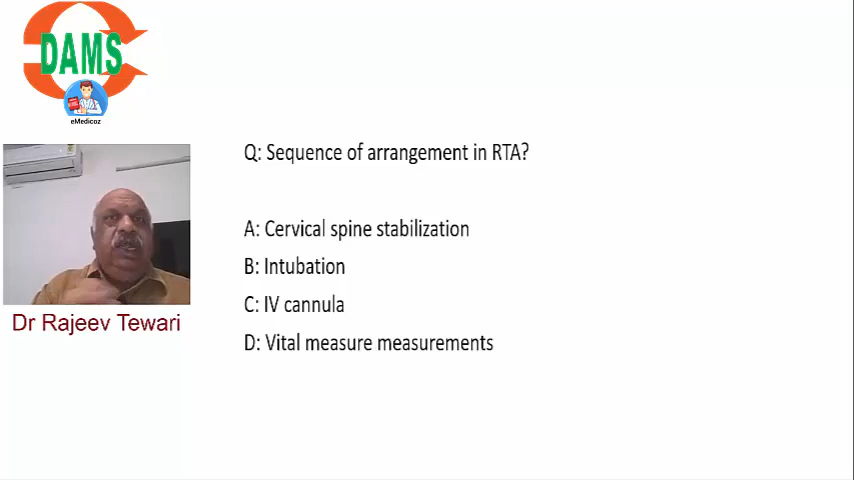 DAMS
eMedicoz
Q: Sequence of arrangement in RTA?
A: Cervical spine stabilization
B: Intubation
C: IV cannula
D: Vital measure measurements
Dr Rajeev Tewari